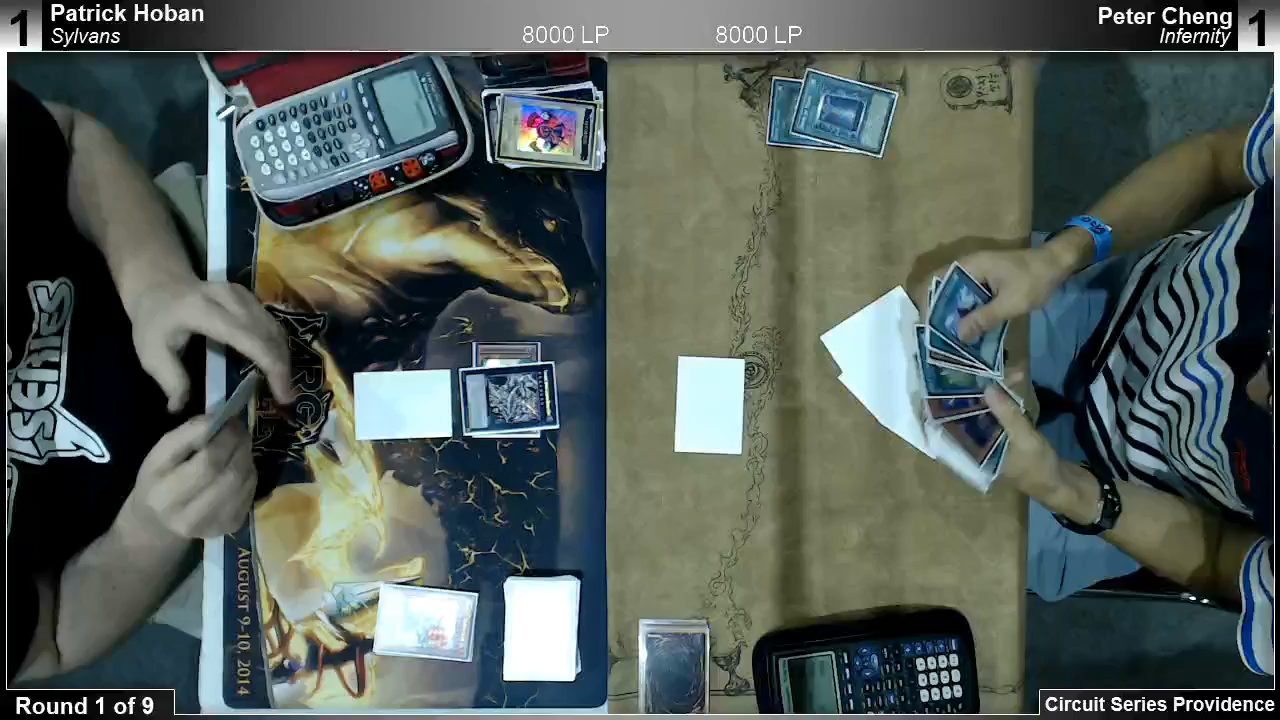 1
Patrick Hoban
Sylvans
8000 LP
8000 LP
Peter Cheng
Infernity
1
SERIES
AUGUST 9-10, 2014
Round 1 of 9
Circuit Series Providence